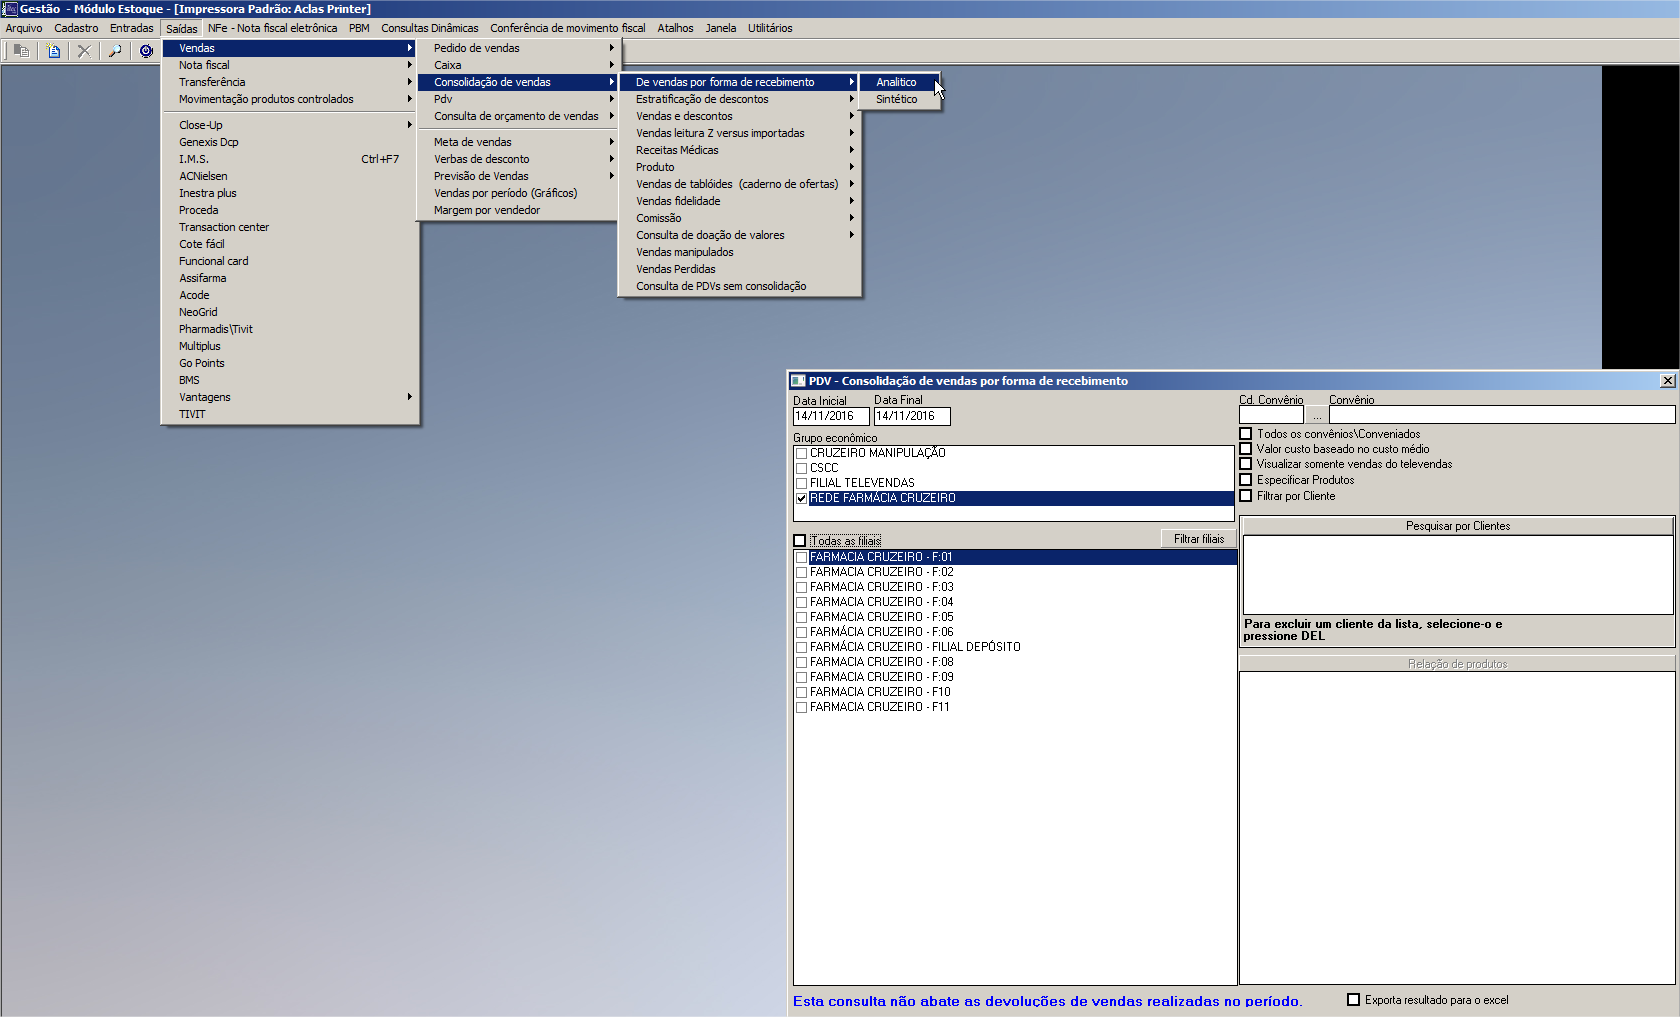 Gestão - Módulo Estoque - [Impressora Padrão: Aclas Printer]
Arquivo Cadastro Entradas Saídas NFe - Nota fiscal eletrônica PBM Consultas Dinâmicas Conferência de movimento fiscal Atalhos Janela Utilitários
Vendas
Nota fiscal
Transferência
Movimentação produtos controlados
Close-Up
Genexis Dcp
I.M.S. Ctrl+F7
ACNielsen
Inestra plus
Proceda
Transaction center
Cote fácil
Funcional card
Assifarma
Acode
NeoGrid
Pharmadis\Tivit
Multiplus
Go Points
BMS
Vantagens
TIVIT
Pedido de vendas
Caixa
Consolidação de vendas
Pdv
Consulta de orçamento de vendas
Meta de vendas
Verbas de desconto
Previsão de Vendas
Vendas por período (Gráficos)
Margem por vendedor
De vendas por forma de recebimento
Estratificação de descontos
Vendas e descontos
Vendas leitura Z versus importadas
Receitas Médicas
Produto
Vendas de tablóides (caderno de ofertas)
Vendas fidelidade
Comissão
Consulta de doação de valores
Vendas manipulados
Vendas Perdidas
Consulta de PDVs sem consolidação
Analitico
Sintético
PDV - Consolidação de vendas por forma de recebimento
Data Inicial Data Final
14/11/2016 14/11/2016
Grupo econômico
CRUZEIRO MANIPULAÇÃO
CSCC
FILIAL TELEVENDAS
REDE FARMÁCIA CRUZEIRO
Todas as filiais
Filtrar filiais
FARMACIA CRUZEIRO - F:01
FARMACIA CRUZEIRO - F:02
FARMACIA CRUZEIRO - F:03
FARMACIA CRUZEIRO - F:04
FARMACIA CRUZEIRO - F:05
FARMÁCIA CRUZEIRO - F:06
FARMÁCIA CRUZEIRO - FILIAL DEPÓSITO
FARMACIA CRUZEIRO - F:08
FARMACIA CRUZEIRO - F:09
FARMACIA CRUZEIRO - F10
FARMACIA CRUZEIRO - F11
Esta consulta não abate as devoluções de vendas realizadas no período.
Cd. Convênio Convênio
...
Todos os convênios\Conveniados
Valor custo baseado no custo médio
Visualizar somente vendas do televendas
Especificar Produtos
Filtrar por Cliente
Pesquisar por Clientes
Para excluir um cliente da lista, selecione-o e
pressione DEL
Relação de produtos
Exporta resultado para o excel